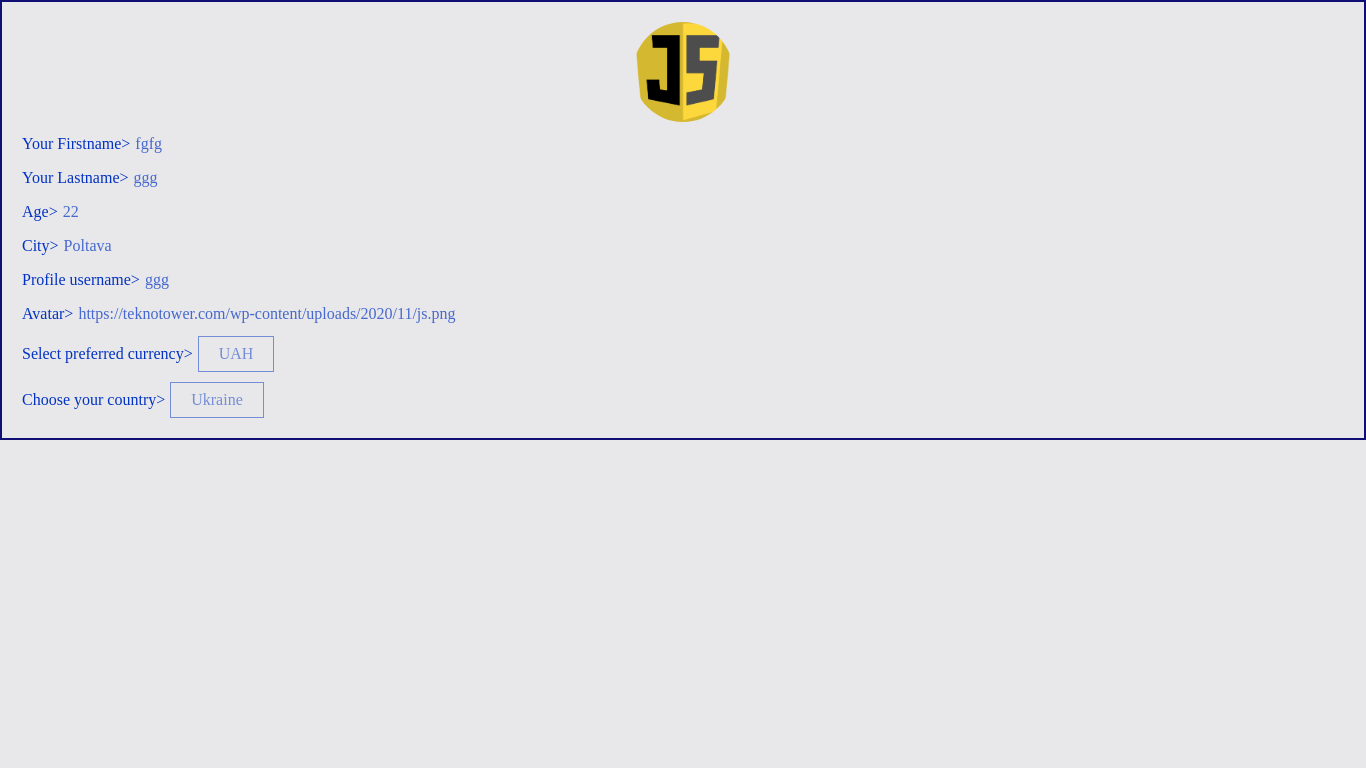 JS
Your Firstname> fgfg
Your Lastname> ggg
Age> 22
City> Poltava
Profile username> ggg
Avatar> https://teknotower.com/wp-content/uploads/2020/11/js.png
Select preferred currency> UAH
Choose your country> Ukraine